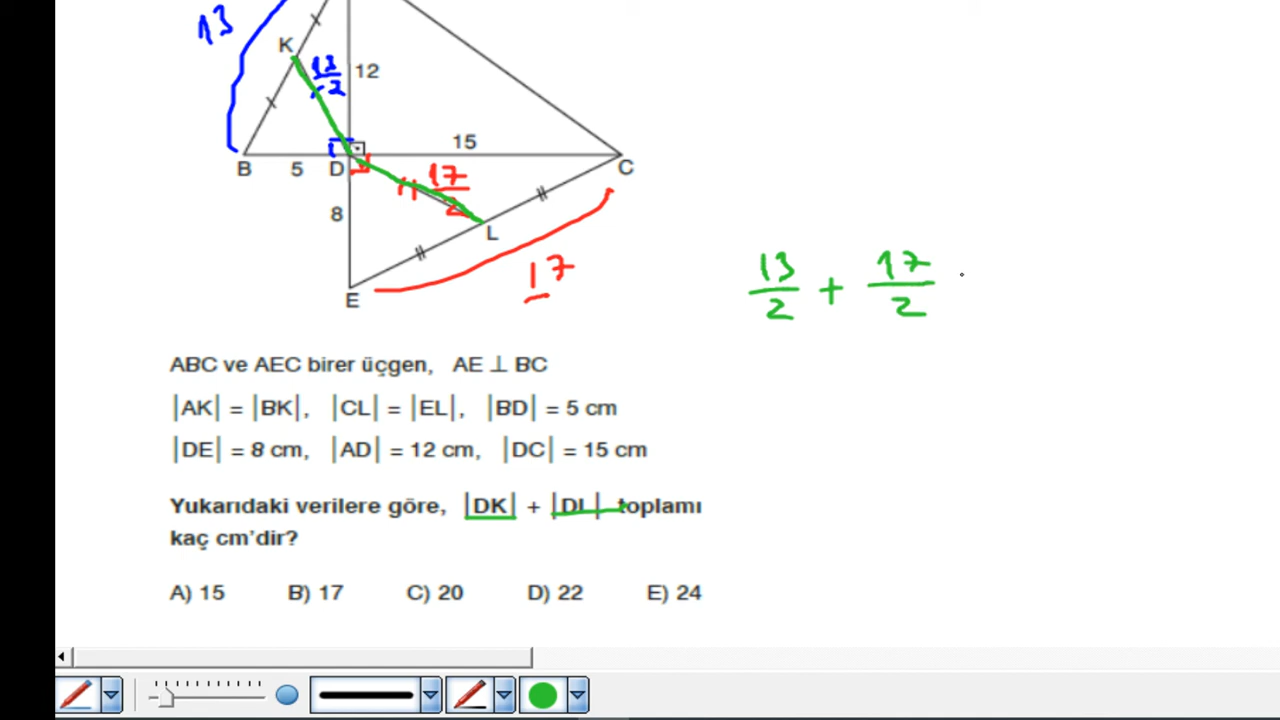 13
K
13/2
12
15
B
5
D
C
17/2
8
L
17
E
13/2 + 17/2
ABC ve AEC birer üçgen, AE ⊥ BC
|AK| = |BK|, |CL| = |EL|, |BD| = 5 cm
|DE| = 8 cm, |AD| = 12 cm, |DC| = 15 cm
Yukarıdaki verilere göre, |DK| + |DL| toplamı
kaç cm'dir?
A) 15 B) 17 C) 20 D) 22 E) 24